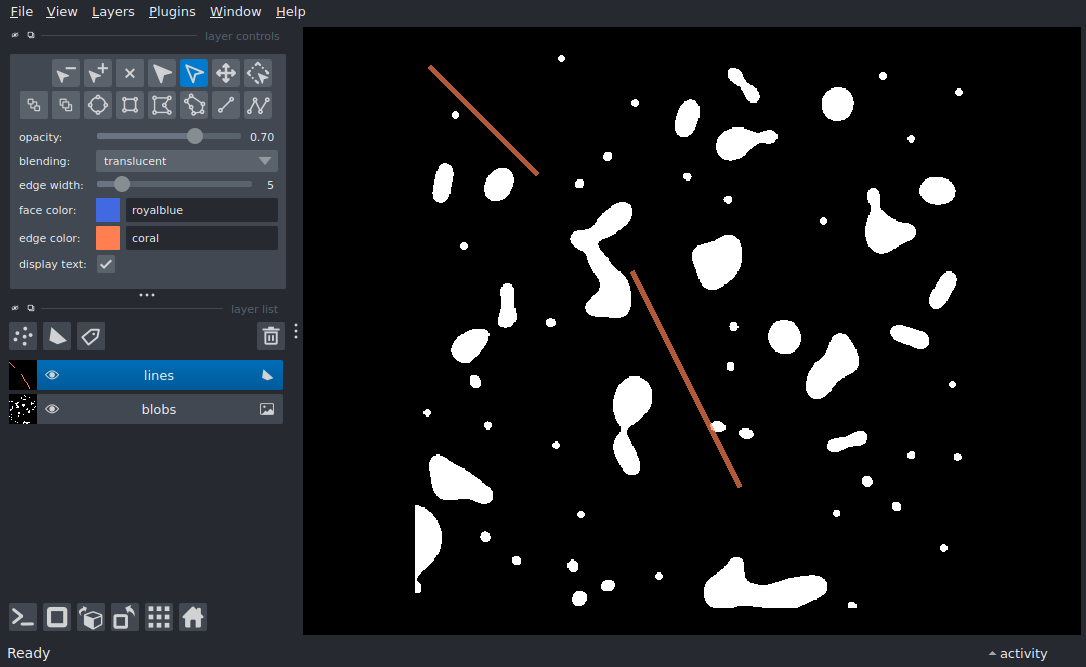 File View Layers Plugins Window Help
layer controls
opacity: 0.70
blending: translucent
edge width: 5
face color: royalblue
edge color: coral
display text:
layer list
lines
blobs
Ready activity